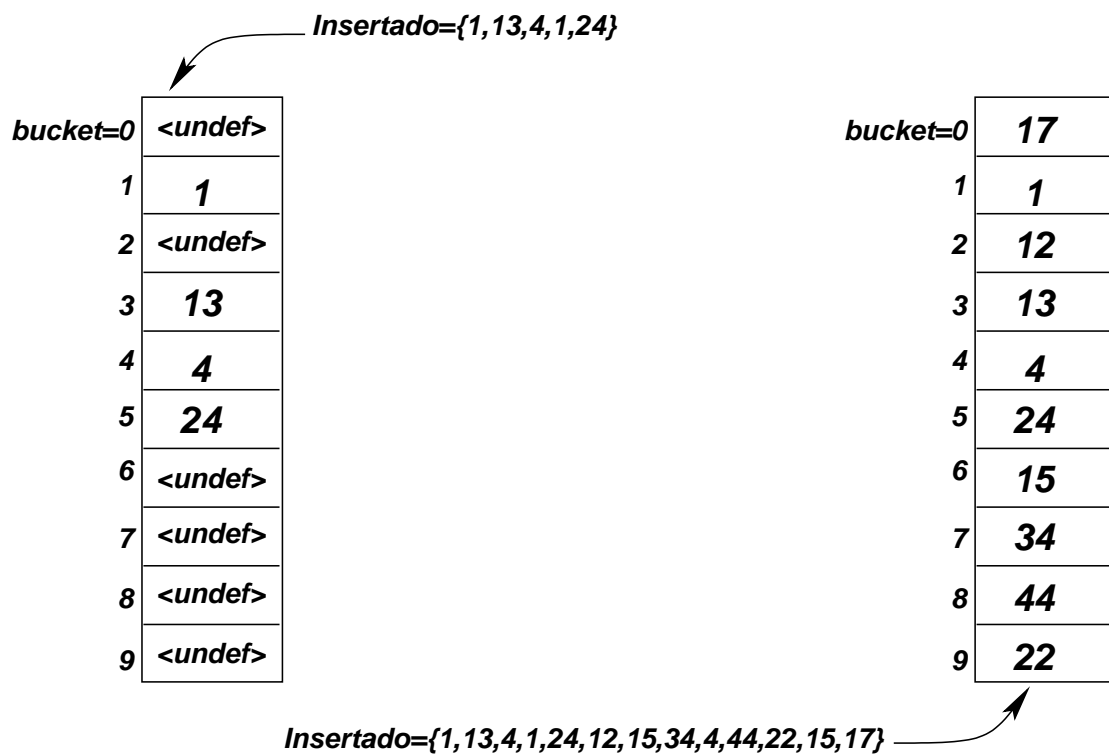 Insertado={1,13,4,1,24}
bucket=0 <undef>
1 1
2 <undef>
3 13
4 4
5 24
6 <undef>
7 <undef>
8 <undef>
9 <undef>
bucket=0 17
1 1
2 12
3 13
4 4
5 24
6 15
7 34
8 44
9 22
Insertado={1,13,4,1,24,12,15,34,4,44,22,15,17}